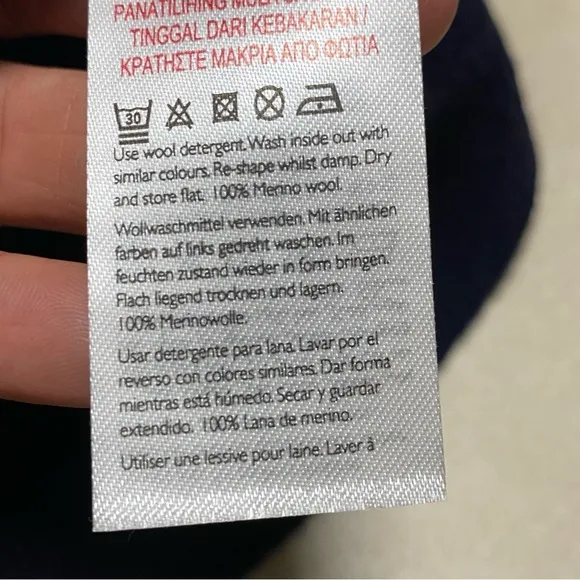 PANATILIHING
TINGGAL DARI KEBAKARAN /
ΚΡΑΤΗΣΤΕ ΜΑΚΡΙΑ ΑΠΟ ΦΩΤΙΑ
30
Use wool detergent. Wash inside out with
similar colours. Re-shape whilst damp. Dry
and store flat. 100% Merino wool.
Wollwaschmittel verwenden. Mit ähnlichen
farben auf links gedreht waschen. Im
feuchten zustand wieder in form bringen.
Flach liegend trocknen und lagern.
100% Merinowolle.
Usar detergente para lana. Lavar por el
reverso con colores similares. Dar forma
mientras está húmedo. Secar y guardar
extendido. 100% Lana de merino.
Utiliser une lessive pour laine. Laver à